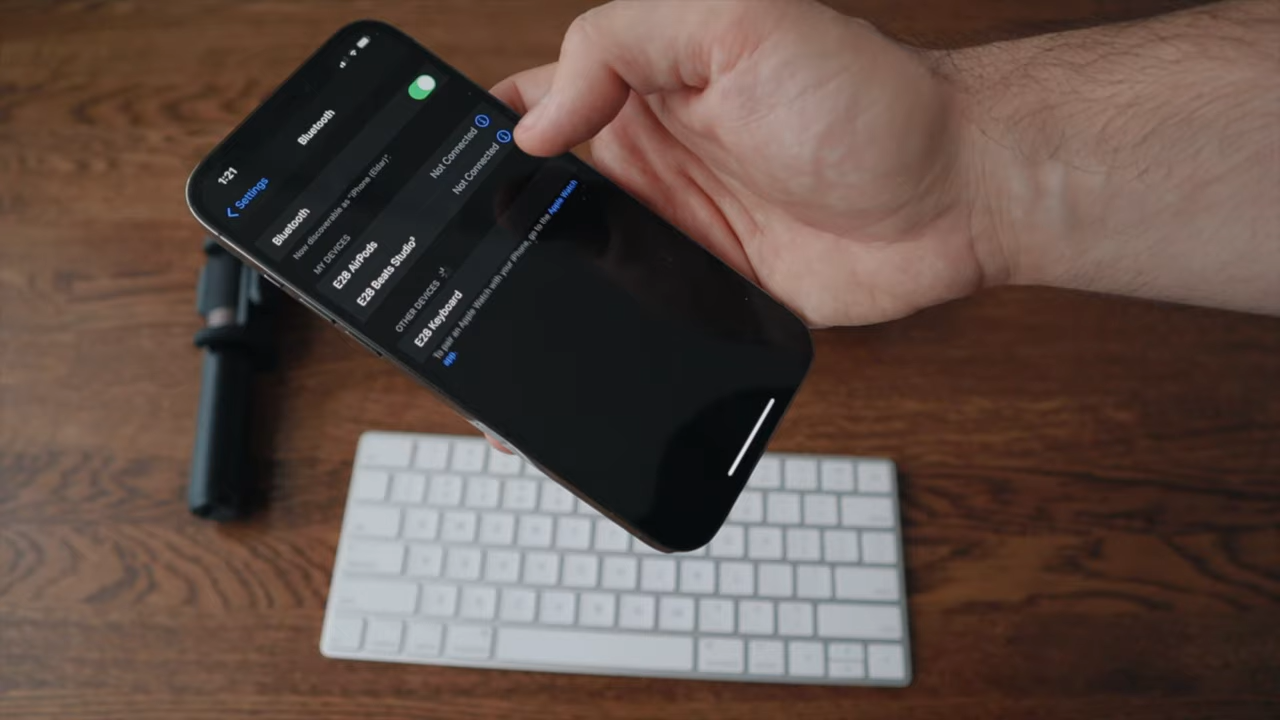 1:21
Settings
Bluetooth
Bluetooth
Now discoverable as "iPhone (Eday)".
MY DEVICES
E28 AirPods Not Connected
E28 Beats Studio³ Not Connected
OTHER DEVICES
E28 Keyboard
To pair an Apple Watch with your iPhone, go to the Apple Watch
app.